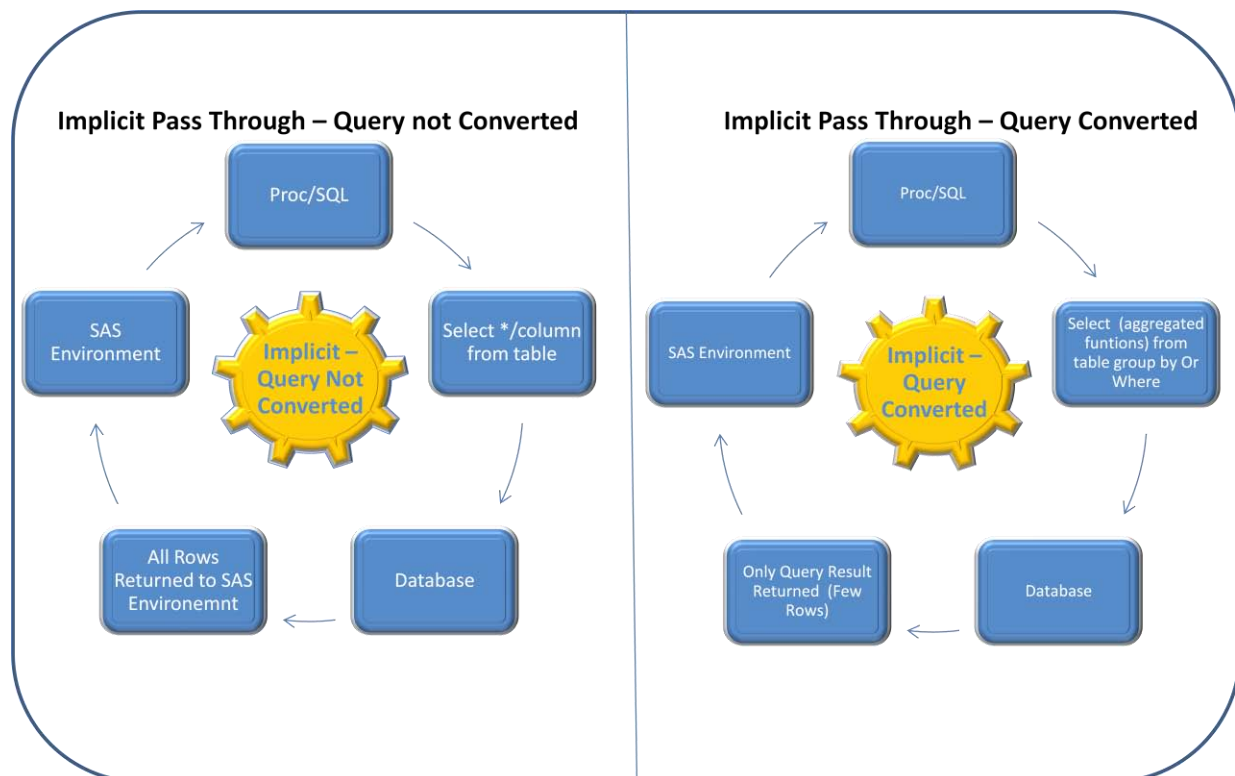 Implicit Pass Through – Query not Converted
Proc/SQL
SAS
Environment
Implicit –
Query Not
Converted
Select */column
from table
All Rows
Returned to SAS
Environemnt
Database
Implicit Pass Through – Query Converted
Proc/SQL
SAS Environment
Implicit –
Query
Converted
Select (aggregated
funtions) from
table group by Or
Where
Only Query Result
Returned (Few
Rows)
Database